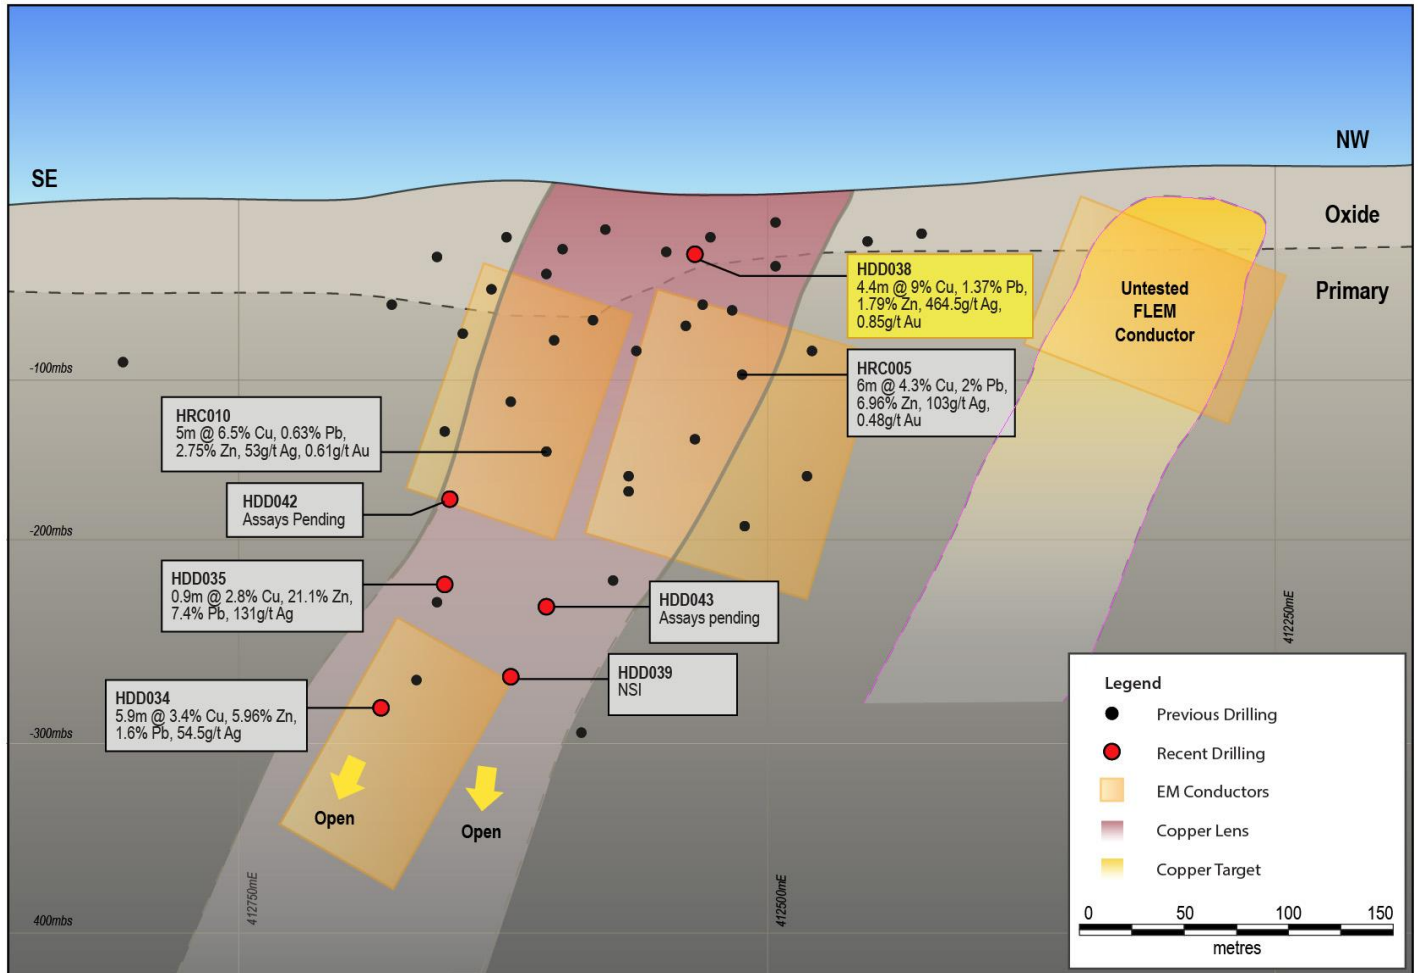 NW
SE
Oxide
Primary
HDD038
4.4m @ 9% Cu, 1.37% Pb,
1.79% Zn, 464.5g/t Ag,
0.85g/t Au
Untested
FLEM
Conductor
-100mbs
HRC005
6m @ 4.3% Cu, 2% Pb,
6.96% Zn, 103g/t Ag,
0.48g/t Au
HRC010
5m @ 6.5% Cu, 0.63% Pb,
2.75% Zn, 53g/t Ag, 0.61g/t Au
HDD042
Assays Pending
-200mbs
HDD035
0.9m @ 2.8% Cu, 21.1% Zn,
7.4% Pb, 131g/t Ag
HDD043
Assays pending
412250mE
HDD039
NSI
HDD034
5.9m @ 3.4% Cu, 5.96% Zn,
1.6% Pb, 54.5g/t Ag
-300mbs
Open
Open
412750mE
412500mE
400mbs
Legend
Previous Drilling
Recent Drilling
EM Conductors
Copper Lens
Copper Target
0 50 100 150
metres